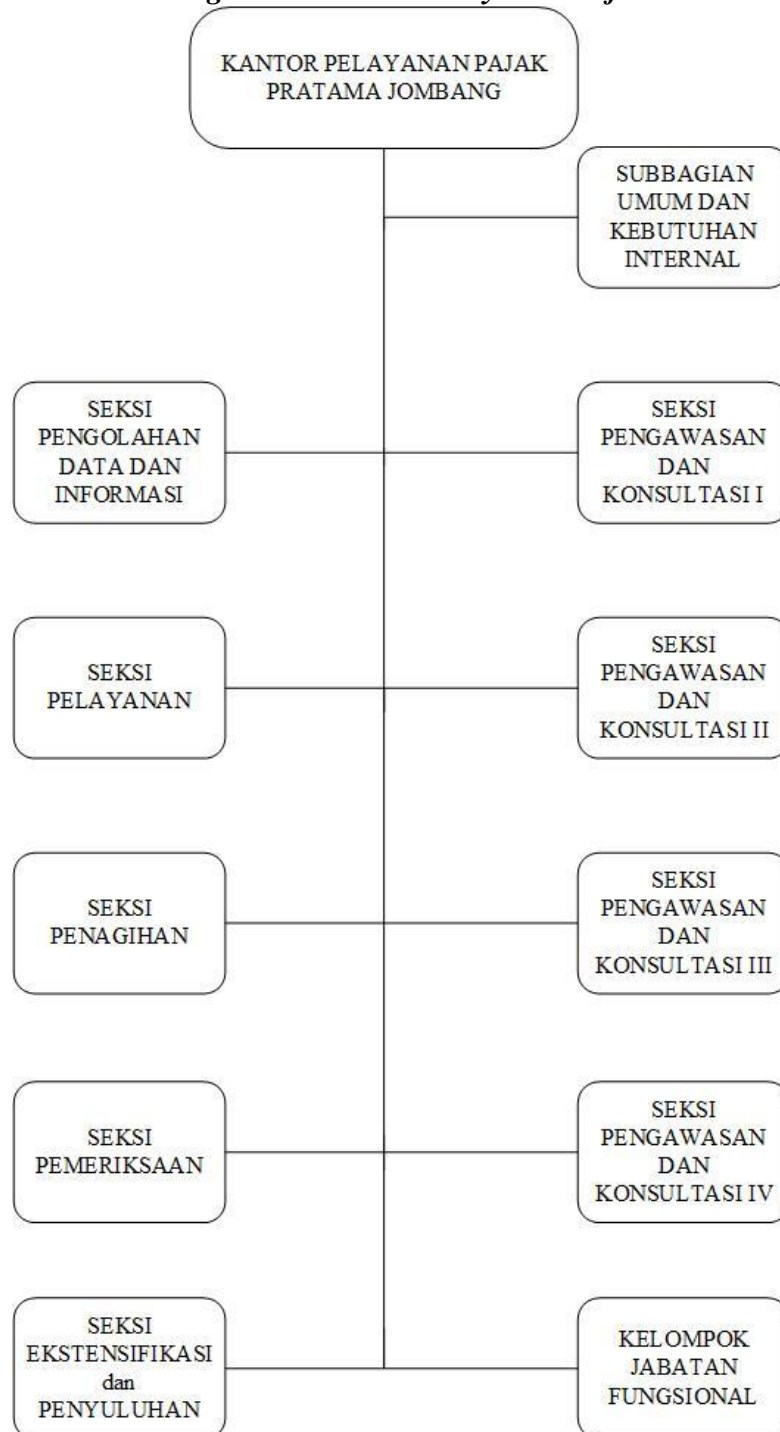 KANTOR PELAYANAN PAJAK
PRATAMA JOMBANG
SUBBAGIAN
UMUM DAN
KEBUTUHAN
INTERNAL
SEKSI
PENGOLAHAN
DATA DAN
INFORMASI
SEKSI
PENGAWASAN
DAN
KONSULTASI I
SEKSI
PELAYANAN
SEKSI
PENGAWASAN
DAN
KONSULTASI II
SEKSI
PENAGIHAN
SEKSI
PENGAWASAN
DAN
KONSULTASI III
SEKSI
PEMERIKSAAN
SEKSI
PENGAWASAN
DAN
KONSULTASI IV
SEKSI
EKSTENSIFIKASI
dan
PENYULUHAN
KELOMPOK
JABATAN
FUNGSIONAL